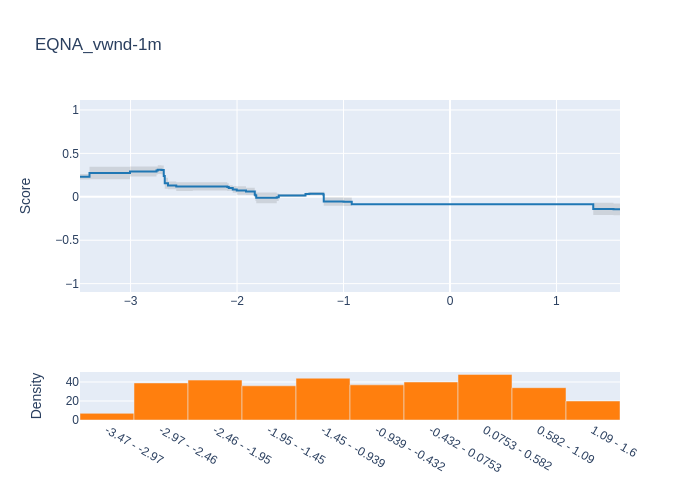 EQNA_vwnd-1m
Score
1
0.5
0
−0.5
−1
−3
−2
−1
0
1
Density
40
20
0
-3.47 - -2.97
-2.97 - -2.46
-2.46 - -1.95
-1.95 - -1.45
-1.45 - -0.939
-0.939 - -0.432
-0.432 - 0.0753
0.0753 - 0.582
0.582 - 1.09
1.09 - 1.6